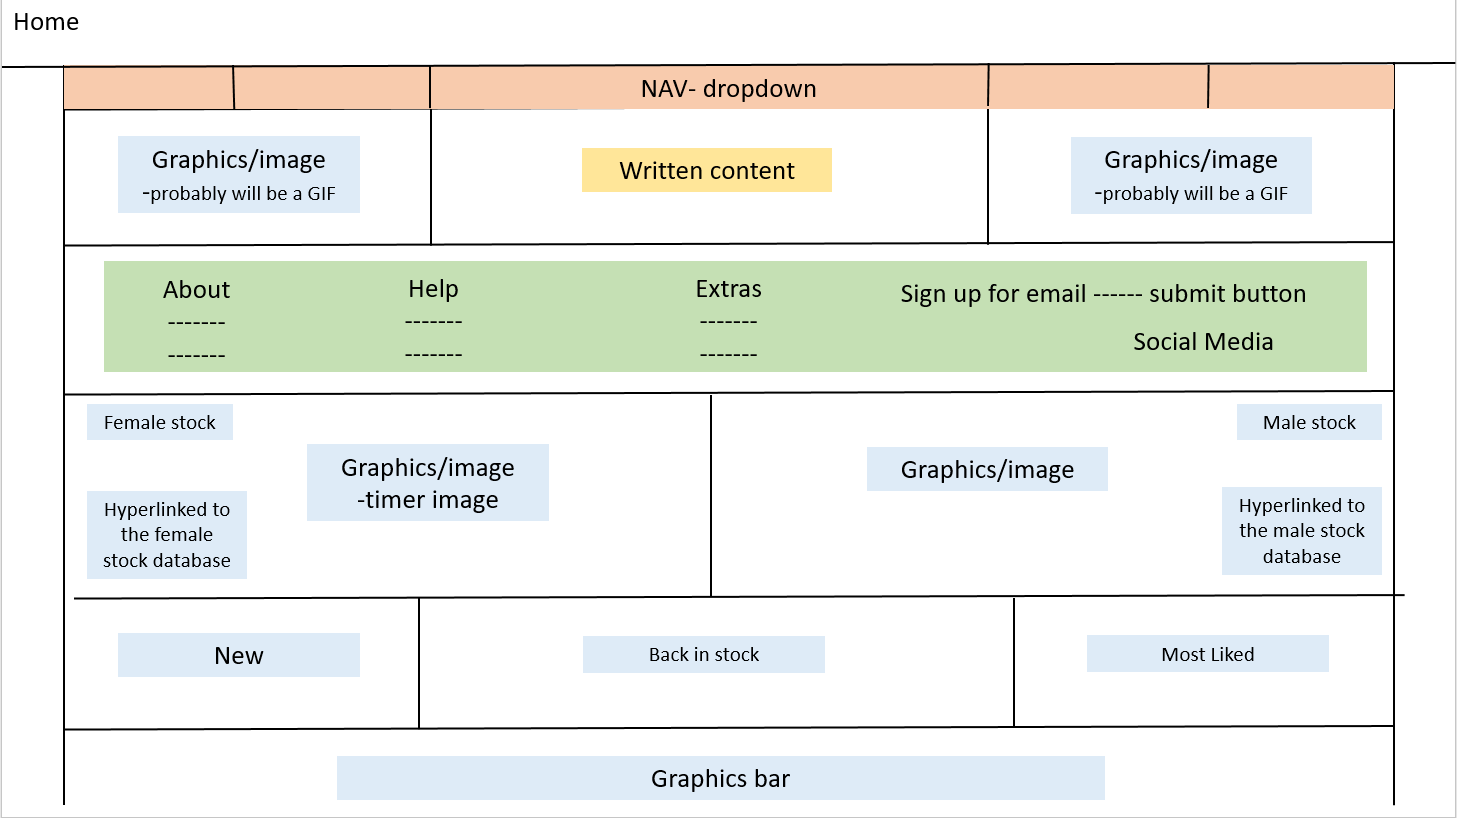 Home
NAV- dropdown
Graphics/image
-probably will be a GIF
Written content
Graphics/image
-probably will be a GIF
About
-------
-------
Help
-------
-------
Extras
-------
-------
Sign up for email ------ submit button
Social Media
Female stock
Hyperlinked to
the female
stock database
Graphics/image
-timer image
Graphics/image
Male stock
Hyperlinked to
the male stock
database
New
Back in stock
Most Liked
Graphics bar